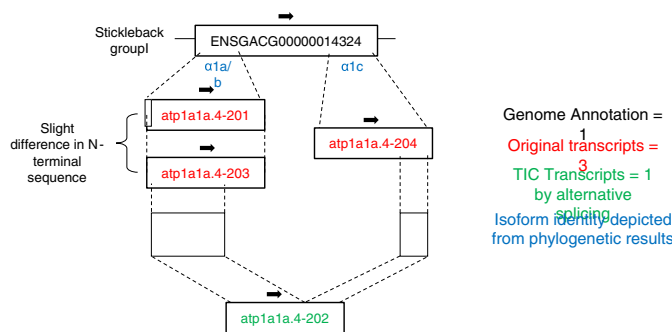 Stickleback
groupI
ENSGACG00000014324
α1a/
b
α1c
atp1a1a.4-201
Slight
difference in N-
terminal
sequence
atp1a1a.4-204
atp1a1a.4-203
atp1a1a.4-202
Genome Annotation =
1
Original transcripts =
3
TIC Transcripts = 1
by alternative
splicing
Isoform identity depicted
from phylogenetic results